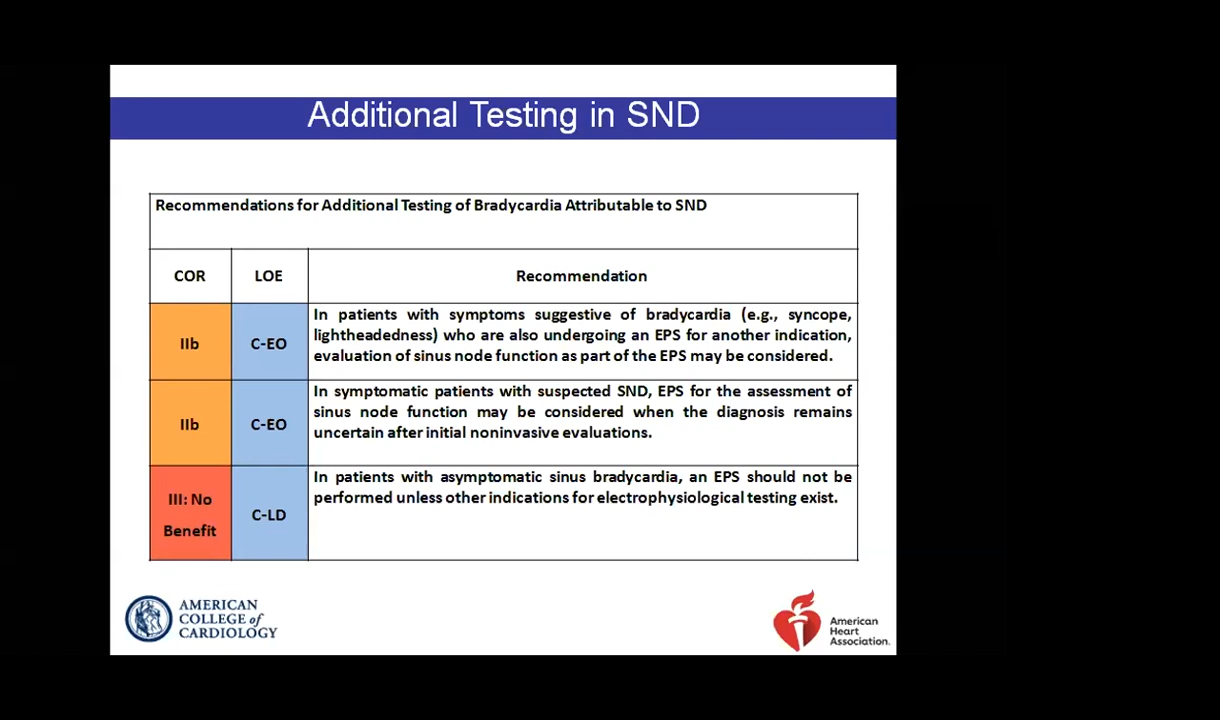 Additional Testing in SND
Recommendations for Additional Testing of Bradycardia Attributable to SND
COR LOE Recommendation
IIb C-EO
In patients with symptoms suggestive of bradycardia (e.g., syncope,
lightheadedness) who are also undergoing an EPS for another indication,
evaluation of sinus node function as part of the EPS may be considered.
IIb C-EO
In symptomatic patients with suspected SND, EPS for the assessment of
sinus node function may be considered when the diagnosis remains
uncertain after initial noninvasive evaluations.
III: No
Benefit
C-LD
In patients with asymptomatic sinus bradycardia, an EPS should not be
performed unless other indications for electrophysiological testing exist.
AMERICAN
COLLEGE of
CARDIOLOGY
American
Heart
Association.